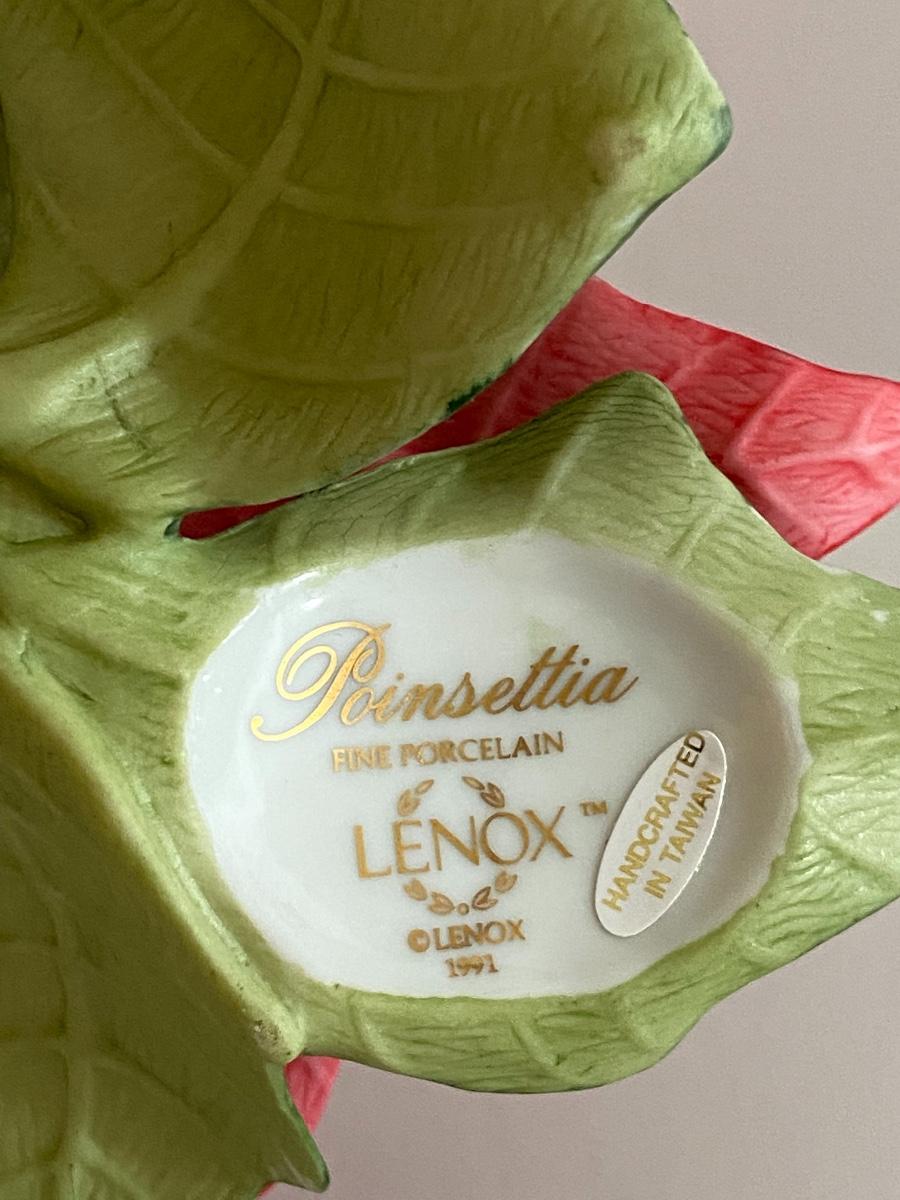 Poinsettia
FINE PORCELAIN
LENOX™
©LENOX
1991
HANDCRAFTED
IN TAIWAN